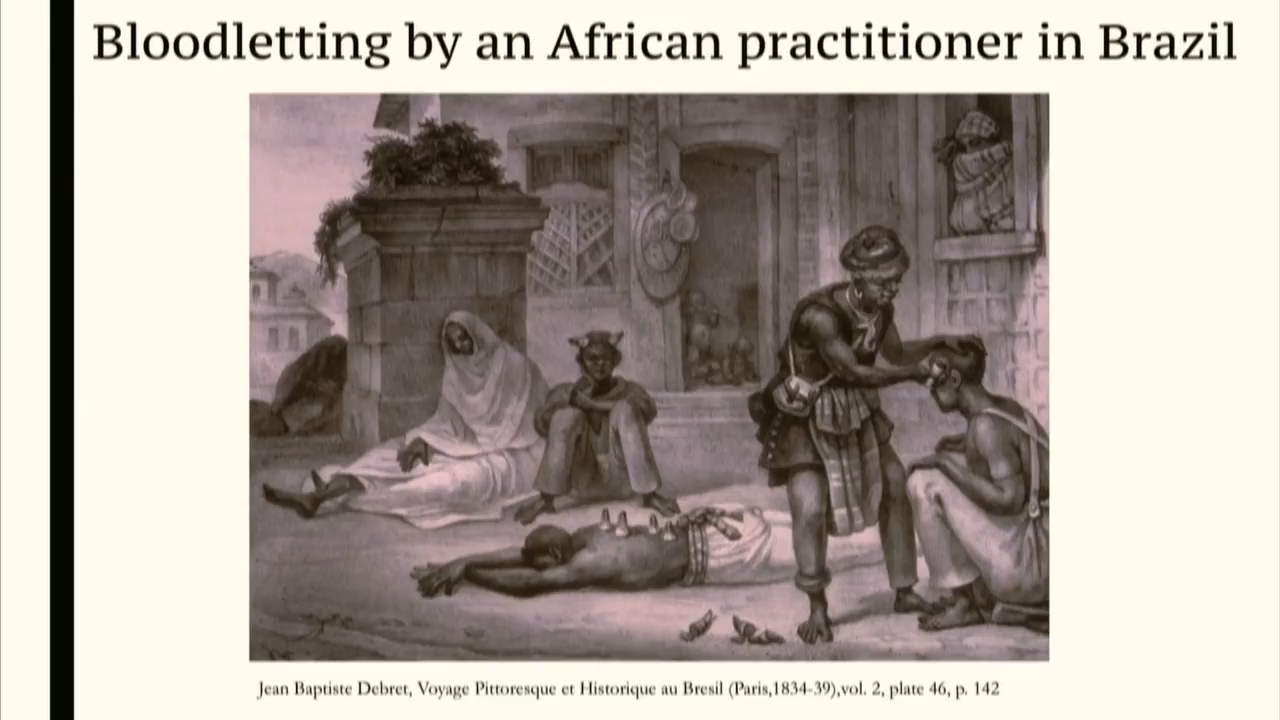 Bloodletting by an African practitioner in Brazil
Jean Baptiste Debret, Voyage Pittoresque et Historique au Bresil (Paris,1834-39),vol. 2, plate 46, p. 142